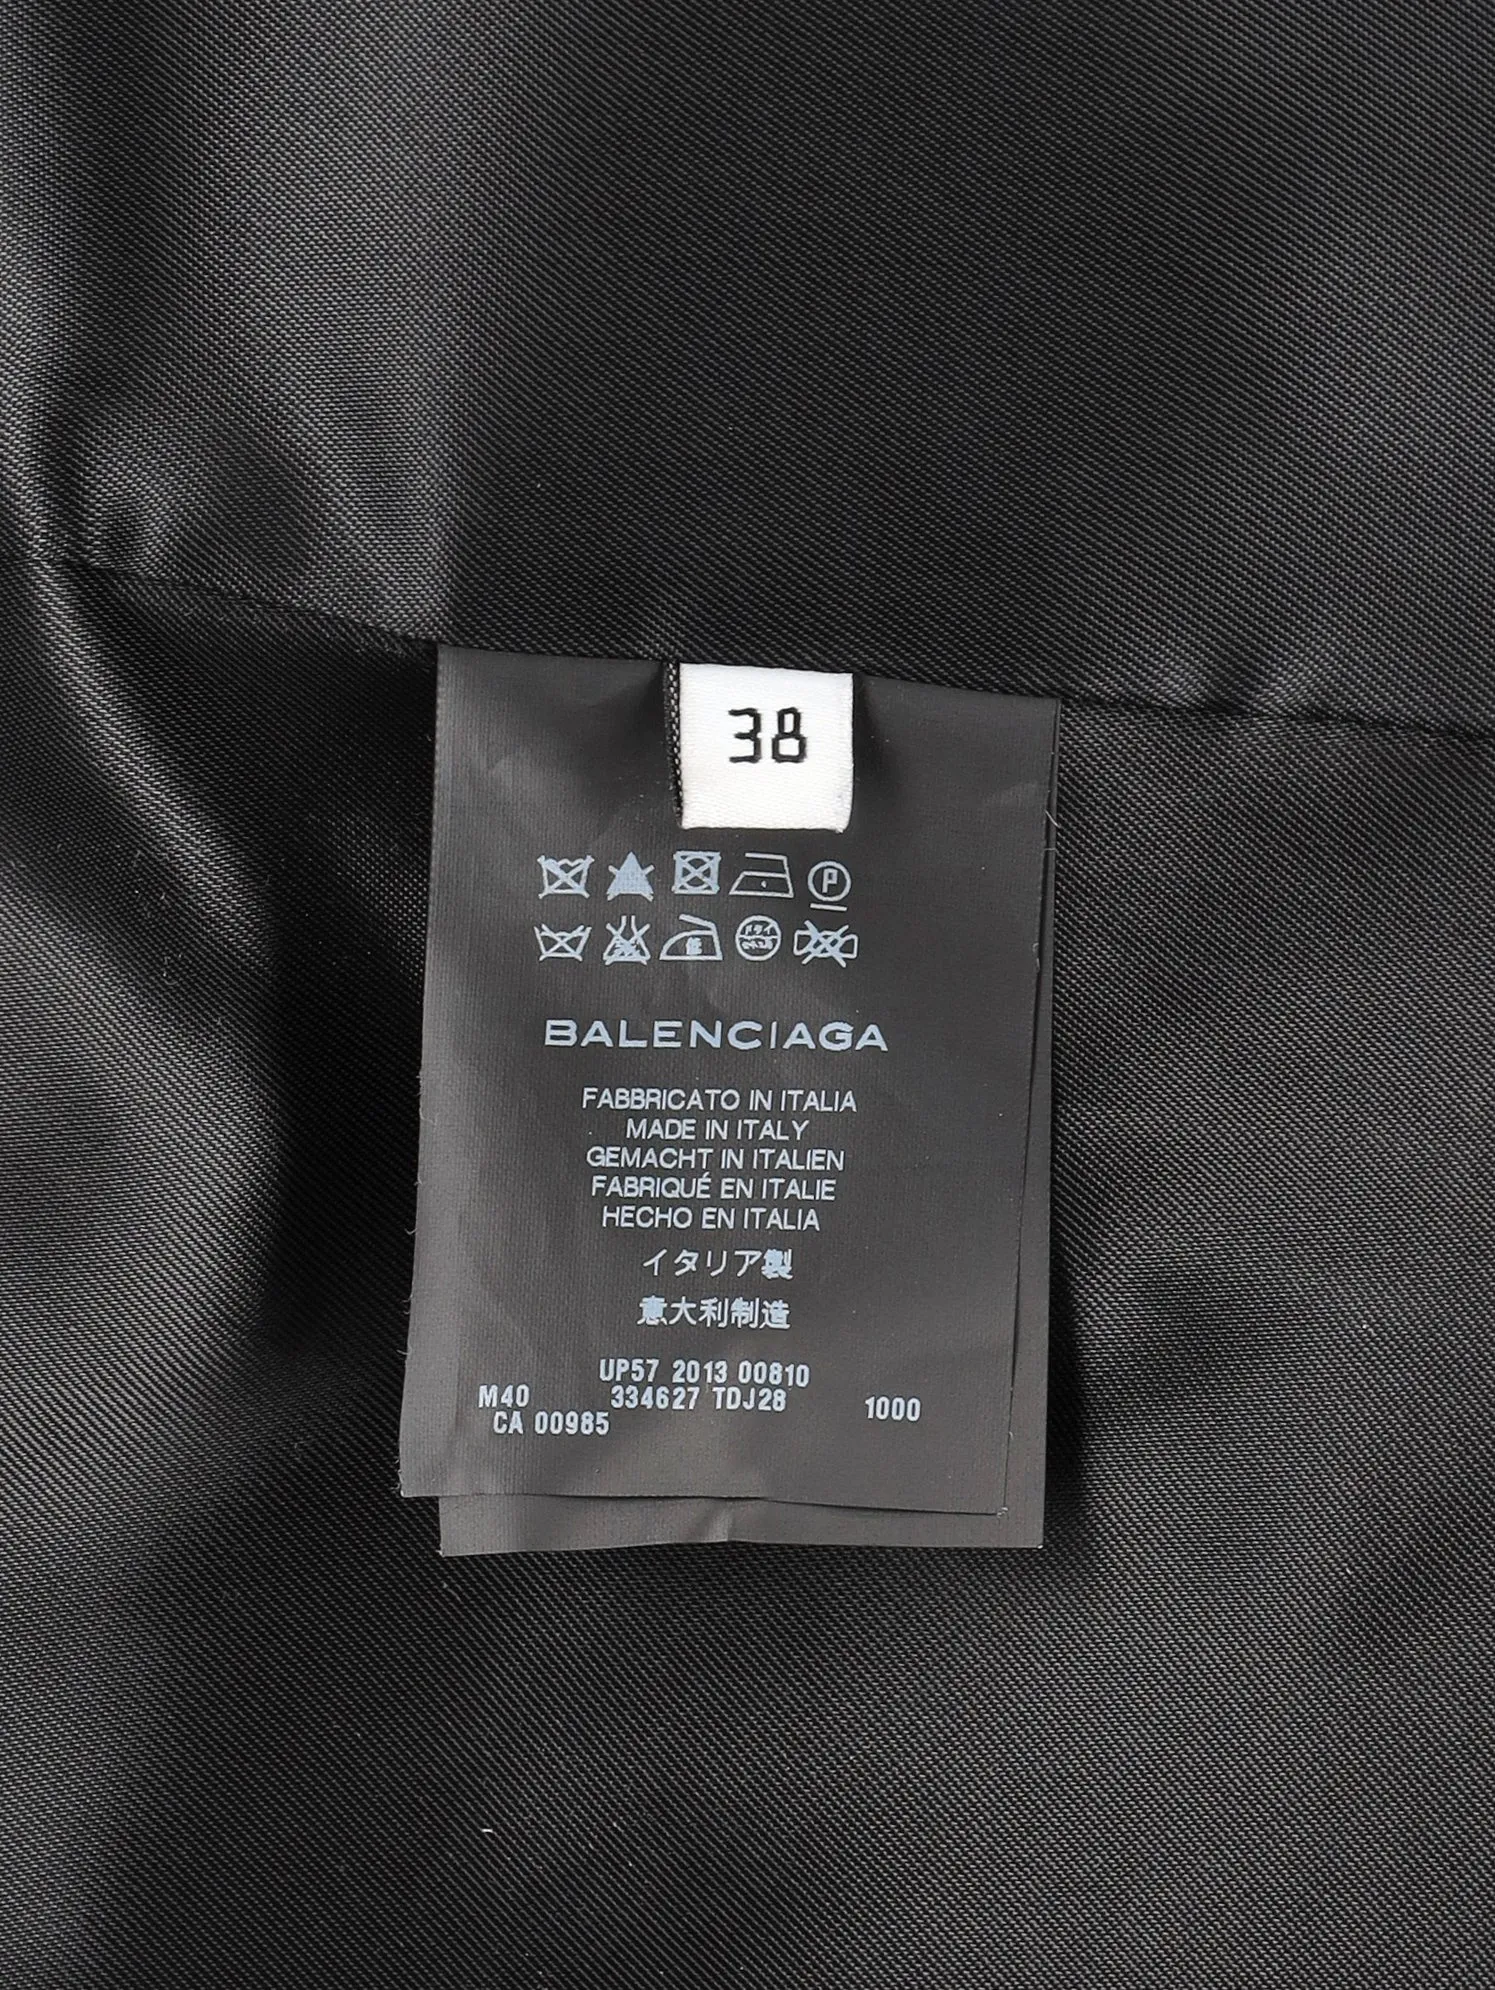 38
P
BALENCIAGA
FABBRICATO IN ITALIA
MADE IN ITALY
GEMACHT IN ITALIEN
FABRIQUÉ EN ITALIE
HECHO EN ITALIA
イタリア製
意大利制造
UP57 2013 00810
M40 334627 TDJ28 1000
CA 00985